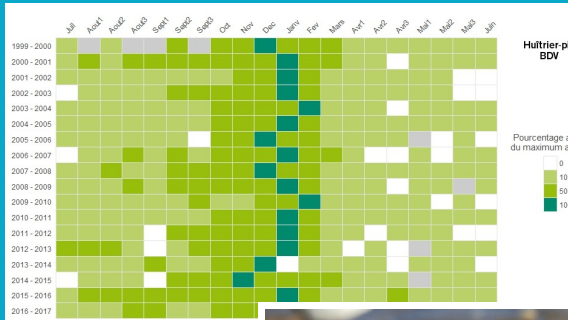 Juil Aout1 Aout2 Aout3 Sept1 Sept2 Sept3 Oct Nov Dec Janv Fev Mars Avr1 Avr2 Avr3 Mai1 Mai2 Mai3 Juin
1999 - 2000
2000 - 2001
2001 - 2002
2002 - 2003
2003 - 2004
2004 - 2005
2005 - 2006
2006 - 2007
2007 - 2008
2008 - 2009
2009 - 2010
2010 - 2011
2011 - 2012
2012 - 2013
2013 - 2014
2014 - 2015
2015 - 2016
2016 - 2017
Huîtrier-pi
BDV
Pourcentage a
du maximum a
0
10
50
10